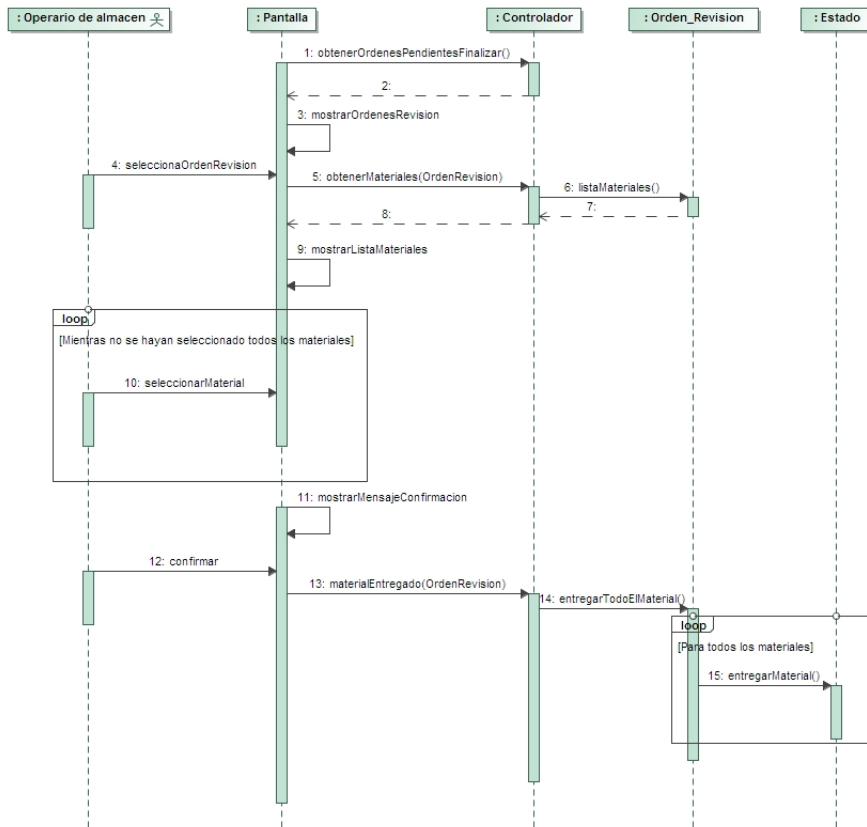 : Operario de almacen
: Pantalla
: Controlador
: Orden_Revision
: Estado
1: obtenerOrdenesPendientesFinalizar()
2:
3: mostrarOrdenesRevision
4: seleccionaOrdenRevision
5: obtenerMateriales(OrdenRevision)
6: listaMateriales()
7:
8:
9: mostrarListaMateriales
loop
[Mientras no se hayan seleccionado todos los materiales]
10: seleccionarMaterial
11: mostrarMensajeConfirmacion
12: confirmar
13: materialEntregado(OrdenRevision)
14: entregarTodoElMaterial()
loop
[Para todos los materiales]
15: entregarMaterial()